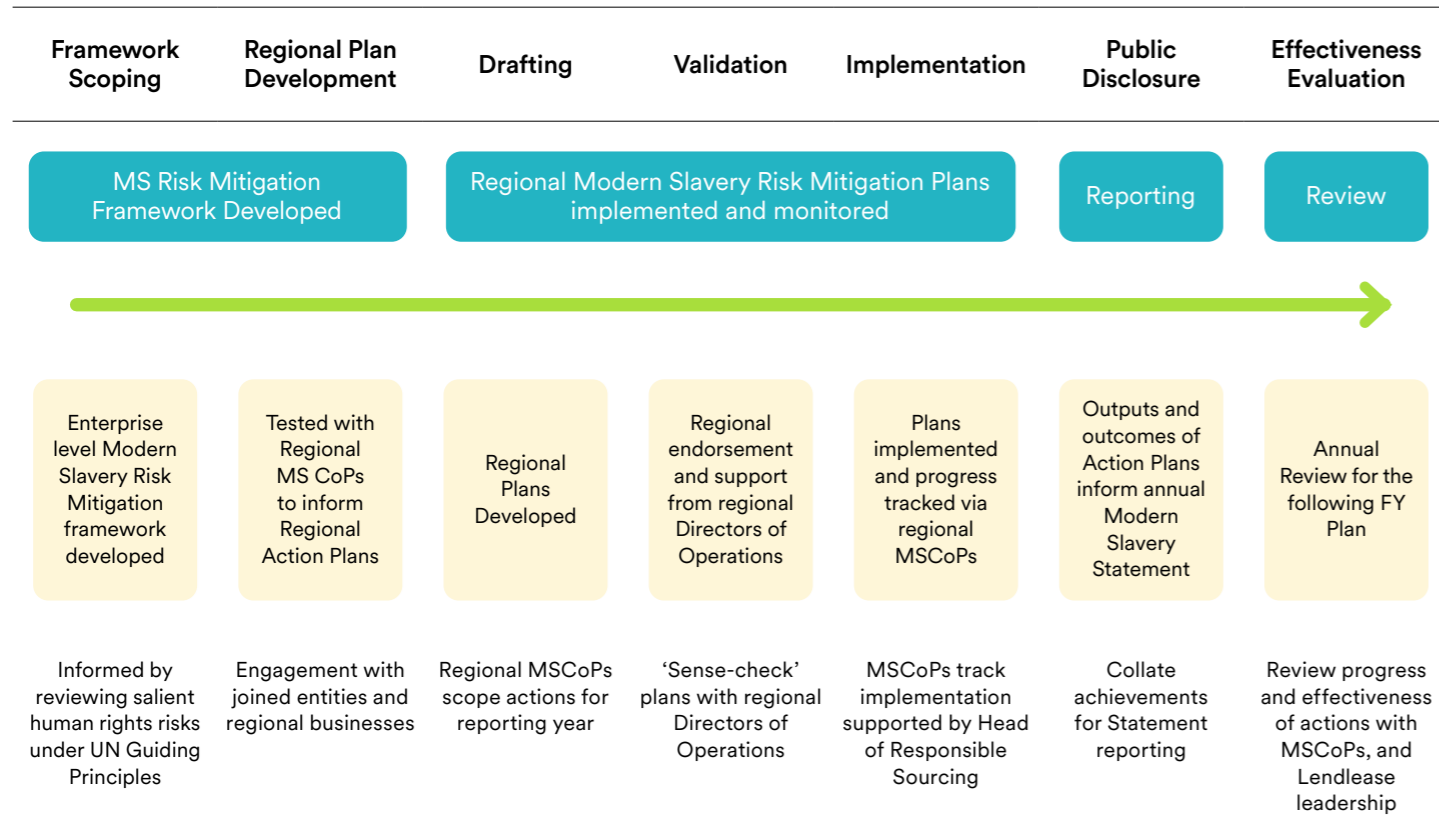 Framework
Scoping
Regional Plan
Development
Drafting
Validation
Implementation
Public
Disclosure
Effectiveness
Evaluation
MS Risk Mitigation
Framework Developed
Regional Modern Slavery Risk Mitigation Plans
implemented and monitored
Reporting
Review
Enterprise
level Modern
Slavery Risk
Mitigation
framework
developed
Tested with
Regional
MS CoPs
to inform
Regional
Action Plans
Regional
Plans
Developed
Regional
endorsement
and support
from regional
Directors of
Operations
Plans
implemented
and progress
tracked via
regional
MSCoPs
Outputs and
outcomes of
Action Plans
inform annual
Modern
Slavery
Statement
Annual
Review for the
following FY
Plan
Informed by
reviewing salient
human rights risks
under UN Guiding
Principles
Engagement with
joined entities and
regional businesses
Regional MSCoPs
scope actions for
reporting year
‘Sense-check’
plans with regional
Directors of
Operations
MSCoPs track
implementation
supported by Head
of Responsible
Sourcing
Collate
achievements
for Statement
reporting
Review progress
and effectiveness
of actions with
MSCoPs, and
Lendlease
leadership